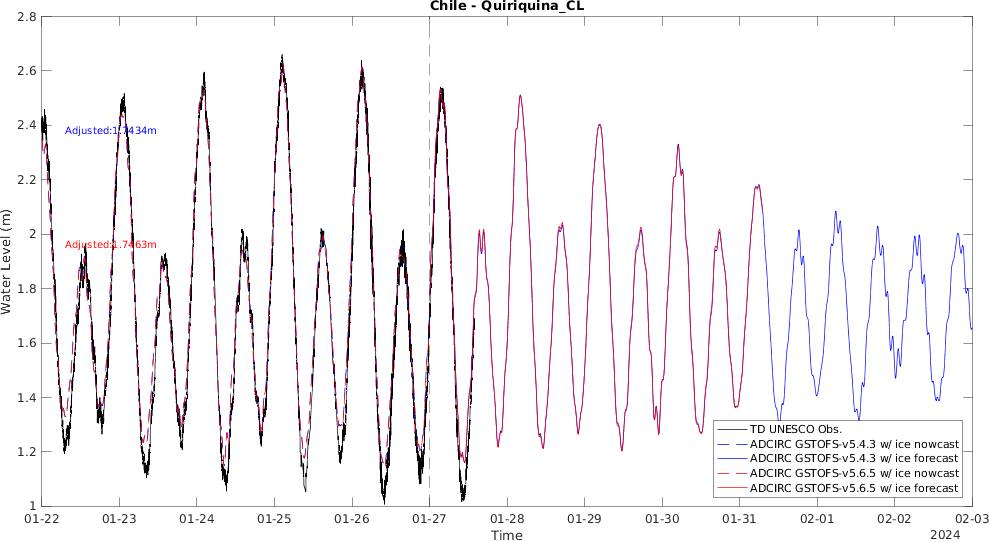 Chile - Quiriquina_CL
2.8
2.6
2.4
2.2
2
1.8
1.6
1.4
1.2
1
Water Level (m)
Adjusted:1.7434m
Adjusted:1.7463m
TD UNESCO Obs.
ADCIRC GSTOFS-v5.4.3 w/ ice nowcast
ADCIRC GSTOFS-v5.4.3 w/ ice forecast
ADCIRC GSTOFS-v5.6.5 w/ ice nowcast
ADCIRC GSTOFS-v5.6.5 w/ ice forecast
01-22 01-23 01-24 01-25 01-26 01-27 01-28 01-29 01-30 01-31 02-01 02-02 02-03
Time
2024